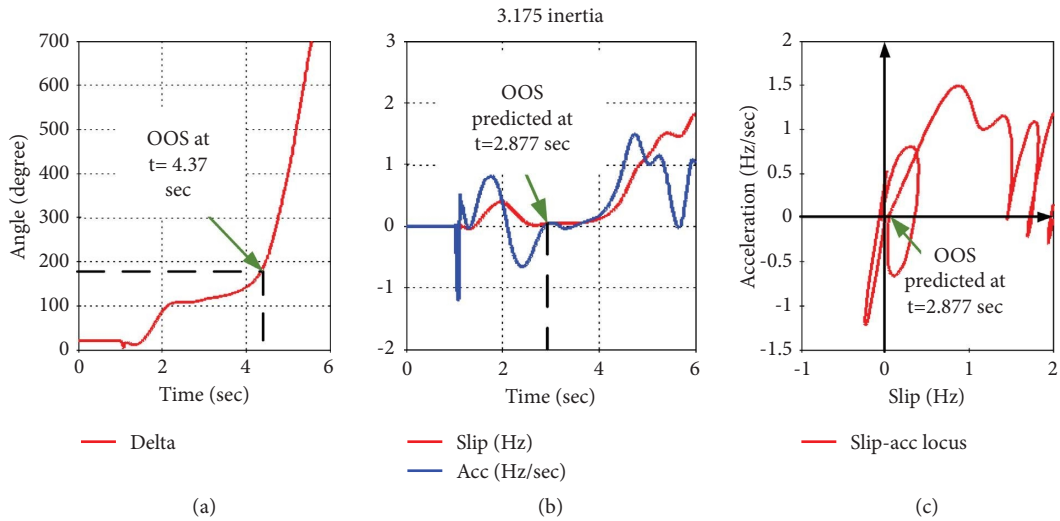 3.175 inertia
Angle (degree)
700
600
500
400
300
200
100
0
OOS at
t= 4.37
sec
0
2
4
6
Time (sec)
Delta
(a)
3
2
1
0
-1
-2
OOS
predicted at
t=2.877 sec
0
2
4
6
Time (sec)
Slip (Hz)
Acc (Hz/sec)
(b)
Acceleration (Hz/sec)
2
1.5
1
0.5
0
-0.5
-1
-1.5
OOS
predicted at
t=2.877 sec
-1
0
1
2
Slip (Hz)
Slip-acc locus
(c)